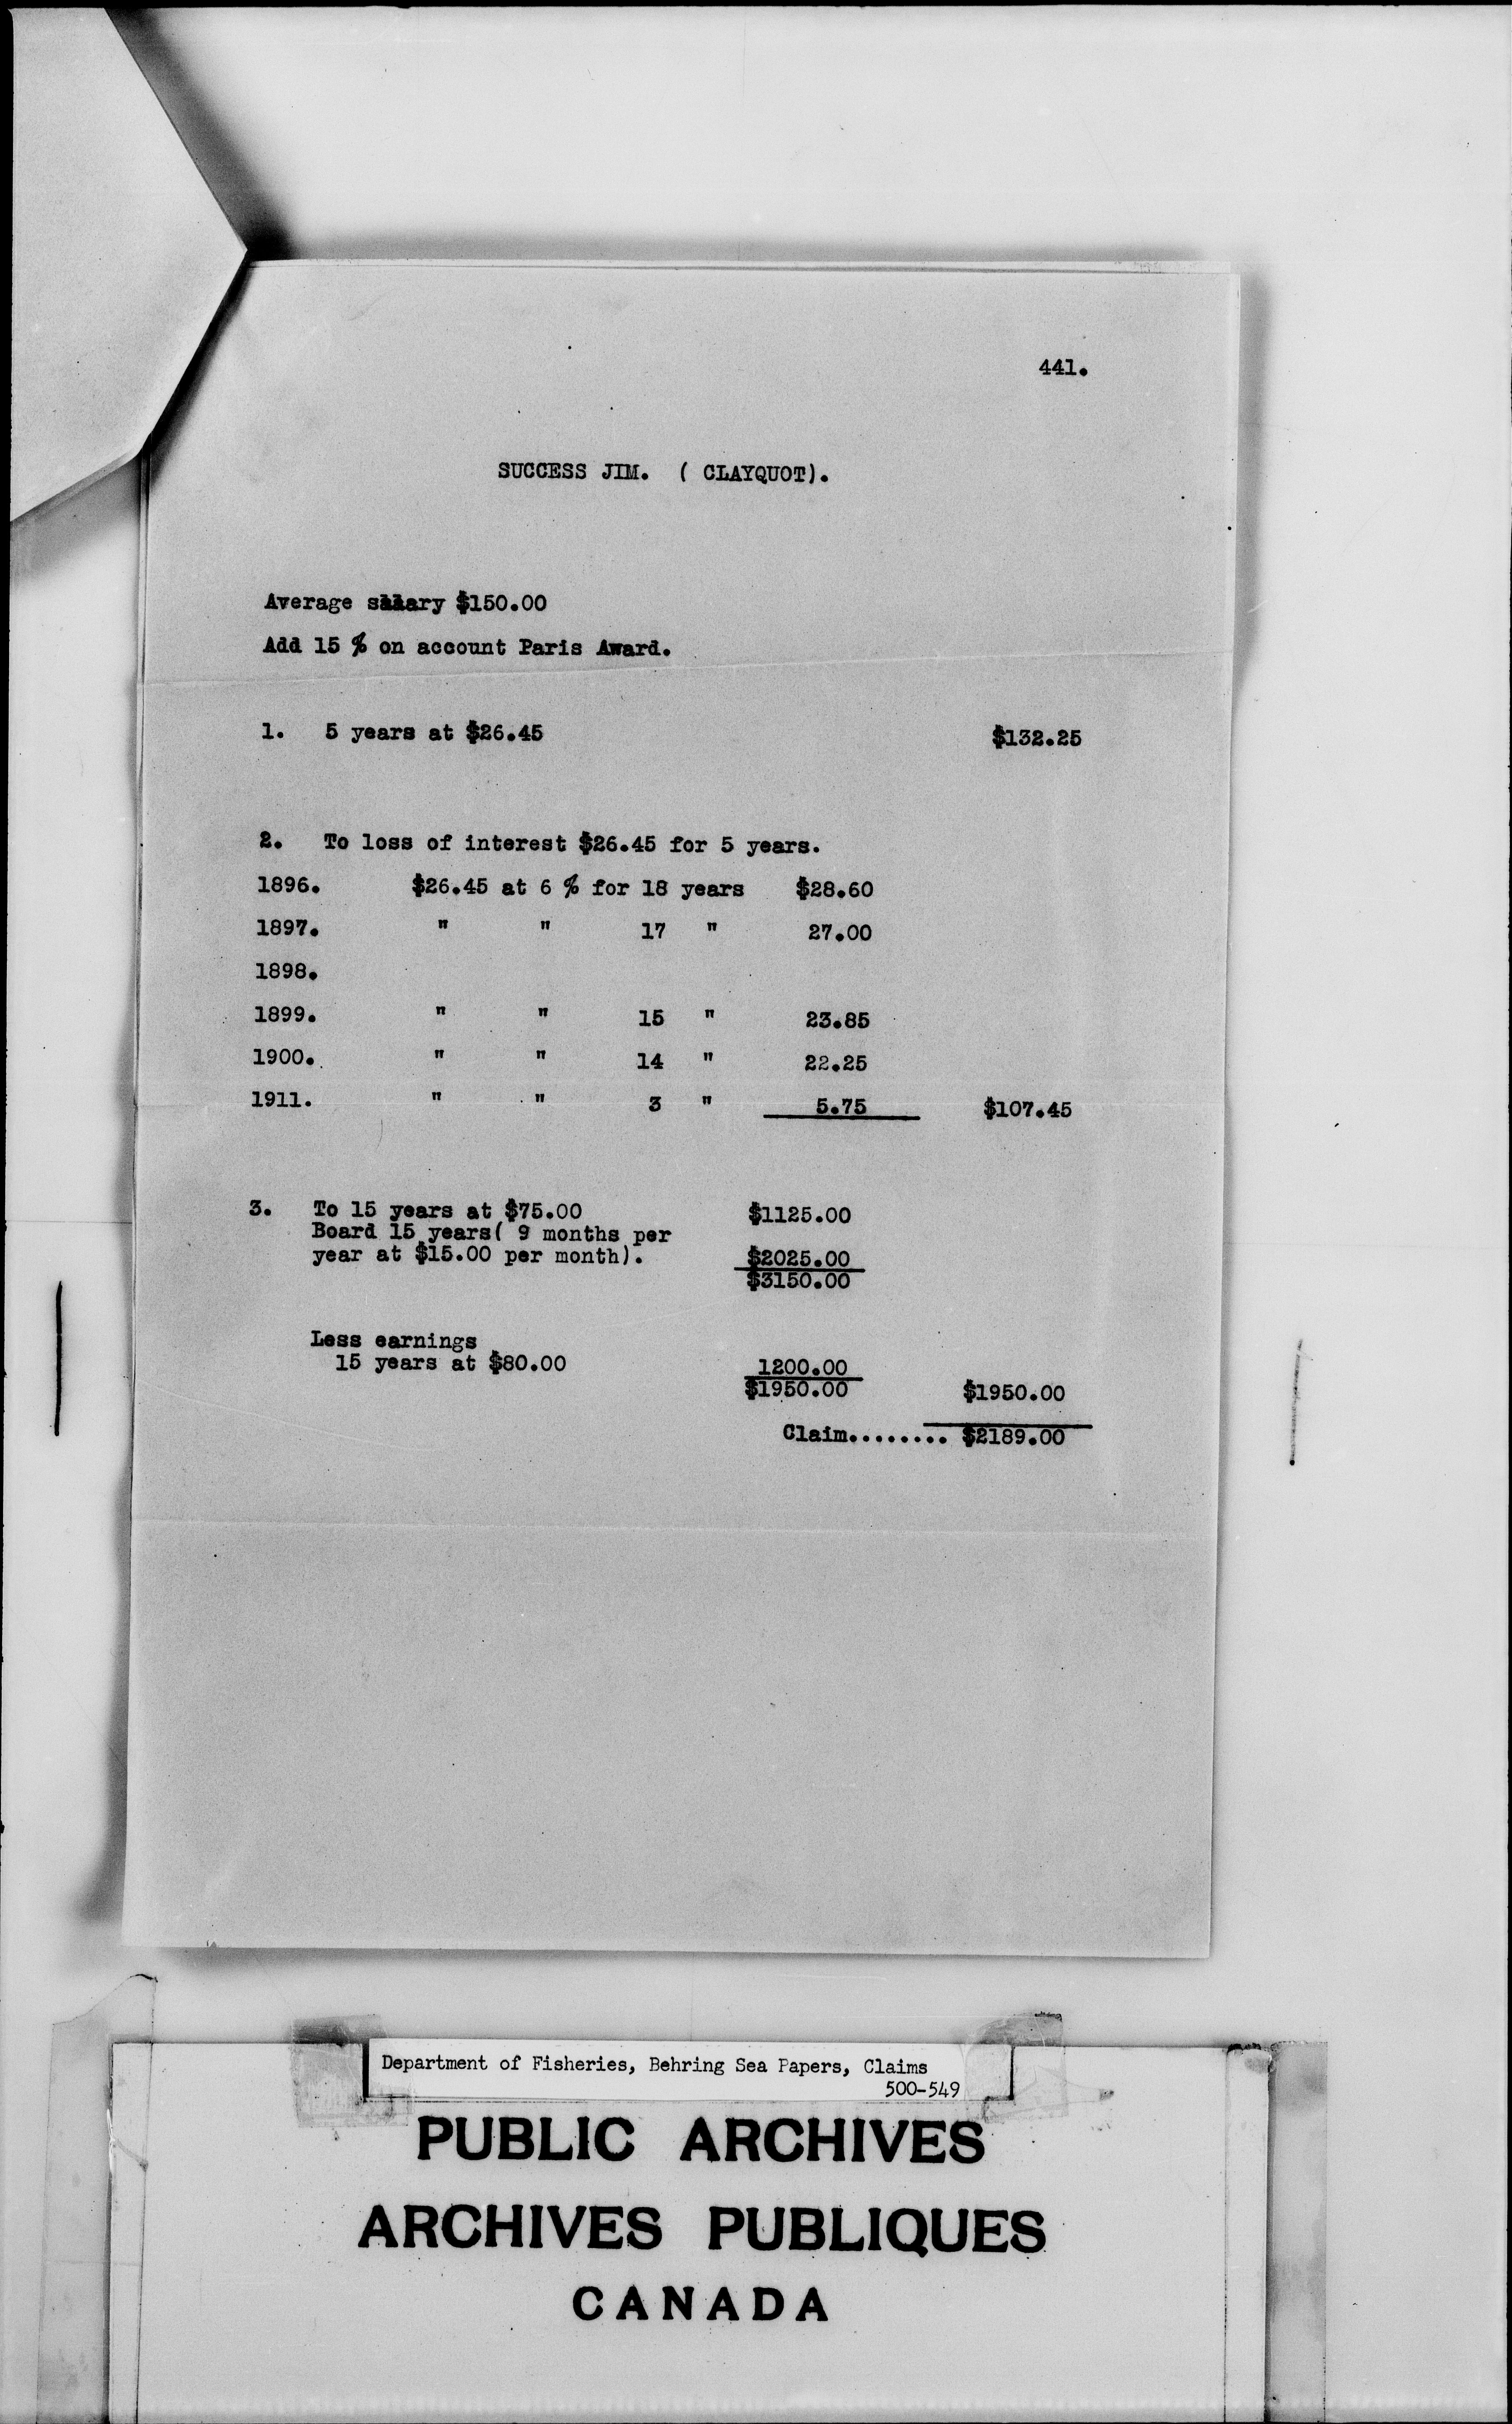 441.
SUCCESS JIM. ( CLAYQUOT).
Average salary $150.00
Add 15 % on account Paris Award.
1. 5 years at $26.45 $132.25
2. To loss of interest $26.45 for 5 years.
1896. $26.45 at 6 % for 18 years $28.60
1897. " " 17 " 27.00
1898.
1899. " " 15 " 23.85
1900. " " 14 " 22.25
1911. " " 3 " 5.75 $107.45
3. To 15 years at $75.00 $1125.00
Board 15 years( 9 months per
year at $15.00 per month). $2025.00
$3150.00
Less earnings
15 years at $80.00 1200.00
$1950.00 $1950.00
Claim........ $2189.00
Department of Fisheries, Behring Sea Papers, Claims
500-549
PUBLIC ARCHIVES
ARCHIVES PUBLIQUES
CANADA